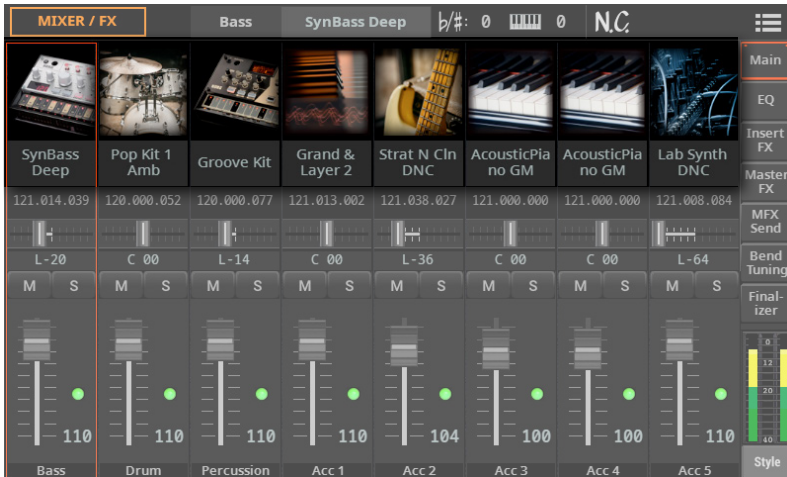 MIXER / FX Bass SynBass Deep b/#: 0 0 N.C.
Main
EQ
Insert
FX
Master
FX
MFX
Send
Bend
Tuning
Final-
izer
SynBass
Deep
Pop Kit 1
Amb
Groove Kit
Grand &
Layer 2
Strat N Cln
DNC
AcousticPia
no GM
AcousticPia
no GM
Lab Synth
DNC
121.014.039 120.000.052 120.000.077 121.013.002 121.038.027 121.000.000 121.000.000 121.008.084
L-20 C 00 L-14 C 00 L-36 C 00 C 00 L-64
M S M S M S M S M S M S M S M S
0
12
20
40
110 110 110 110 104 100 100 110
Bass Drum Percussion Acc 1 Acc 2 Acc 3 Acc 4 Acc 5
Style